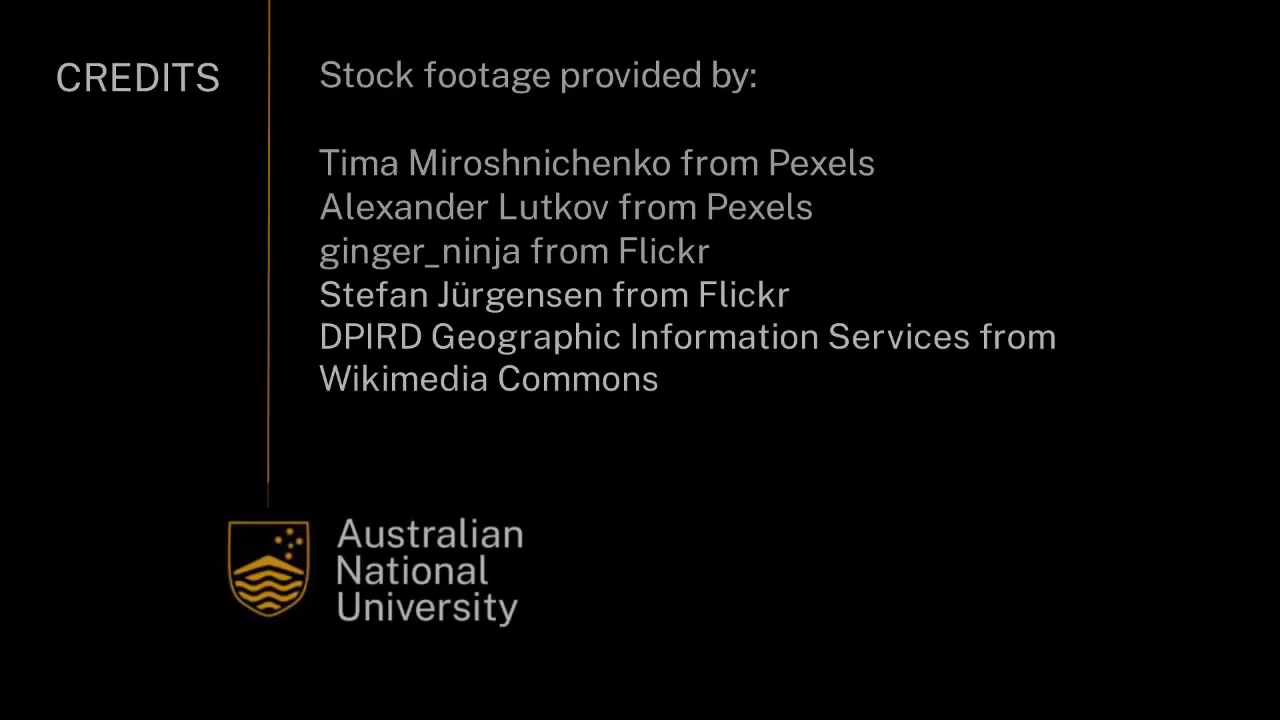 CREDITS
Stock footage provided by:
Tima Miroshnichenko from Pexels
Alexander Lutkov from Pexels
ginger_ninja from Flickr
Stefan Jürgensen from Flickr
DPIRD Geographic Information Services from
Wikimedia Commons
Australian
National
University